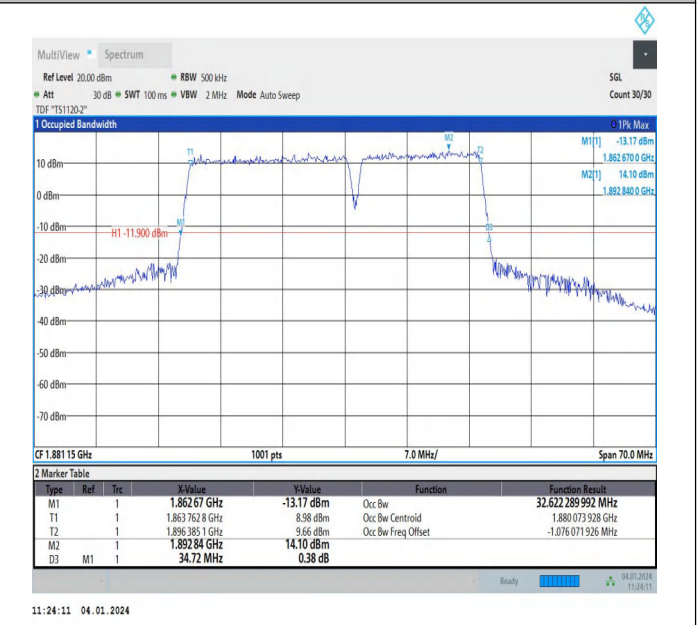 MultiView Spectrum
Ref Level 20.00 dBm RBW 500 kHz SGL
Att 30 dB SWT 100 ms VBW 2 MHz Mode Auto Sweep Count 30/30
TDF "TS1120-2"
1 Occupied Bandwidth 1Pk Max
M1[1] -13.17 dBm
1.862 670 0 GHz
M2[1] 14.10 dBm
1.892 840 0 GHz
M2
T1
T2
10 dBm
0 dBm
M1
D3
-10 dBm
H1 -11.900 dBm
-20 dBm
-30 dBm
-40 dBm
-50 dBm
-60 dBm
-70 dBm
CF 1.881 15 GHz 1001 pts 7.0 MHz/ Span 70.0 MHz
2 Marker Table
Type Ref Trc X-Value Y-Value Function Function Result
M1 1 1.862 67 GHz -13.17 dBm Occ Bw 32.622 289 992 MHz
T1 1 1.863 762 8 GHz 8.98 dBm Occ Bw Centroid 1.880 073 928 GHz
T2 1 1.896 385 1 GHz 9.66 dBm Occ Bw Freq Offset -1.076 071 926 MHz
M2 1 1.892 84 GHz 14.10 dBm
D3 M1 1 34.72 MHz 0.38 dB
Ready 04.01.2024
11:24:11
11:24:11 04.01.2024